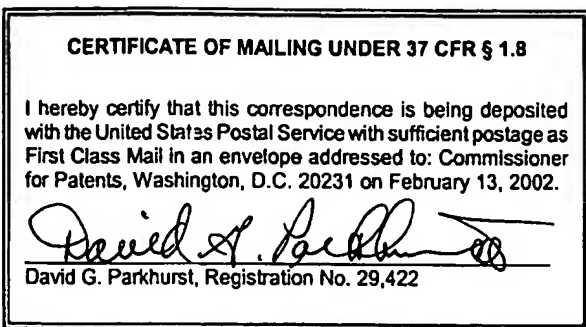 CERTIFICATE OF MAILING UNDER 37 CFR § 1.8
I hereby certify that this correspondence is being deposited
with the United States Postal Service with sufficient postage as
First Class Mail in an envelope addressed to: Commissioner
for Patents, Washington, D.C. 20231 on February 13, 2002.
David G. Parkhurst
David G. Parkhurst, Registration No. 29,422